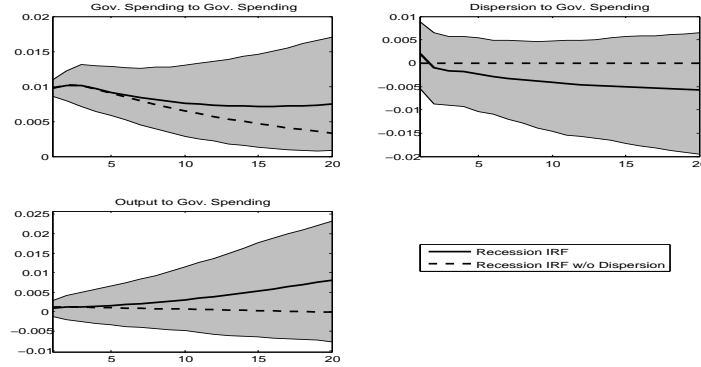 Gov. Spending to Gov. Spending
0.02
0.015
0.01
0.005
0
5 10 15 20
Dispersion to Gov. Spending
0.01
0.005
0
−0.005
−0.01
−0.015
−0.02
5 10 15 20
Output to Gov. Spending
0.025
0.02
0.015
0.01
0.005
0
−0.005
−0.01
5 10 15 20
Recession IRF
Recession IRF w/o Dispersion